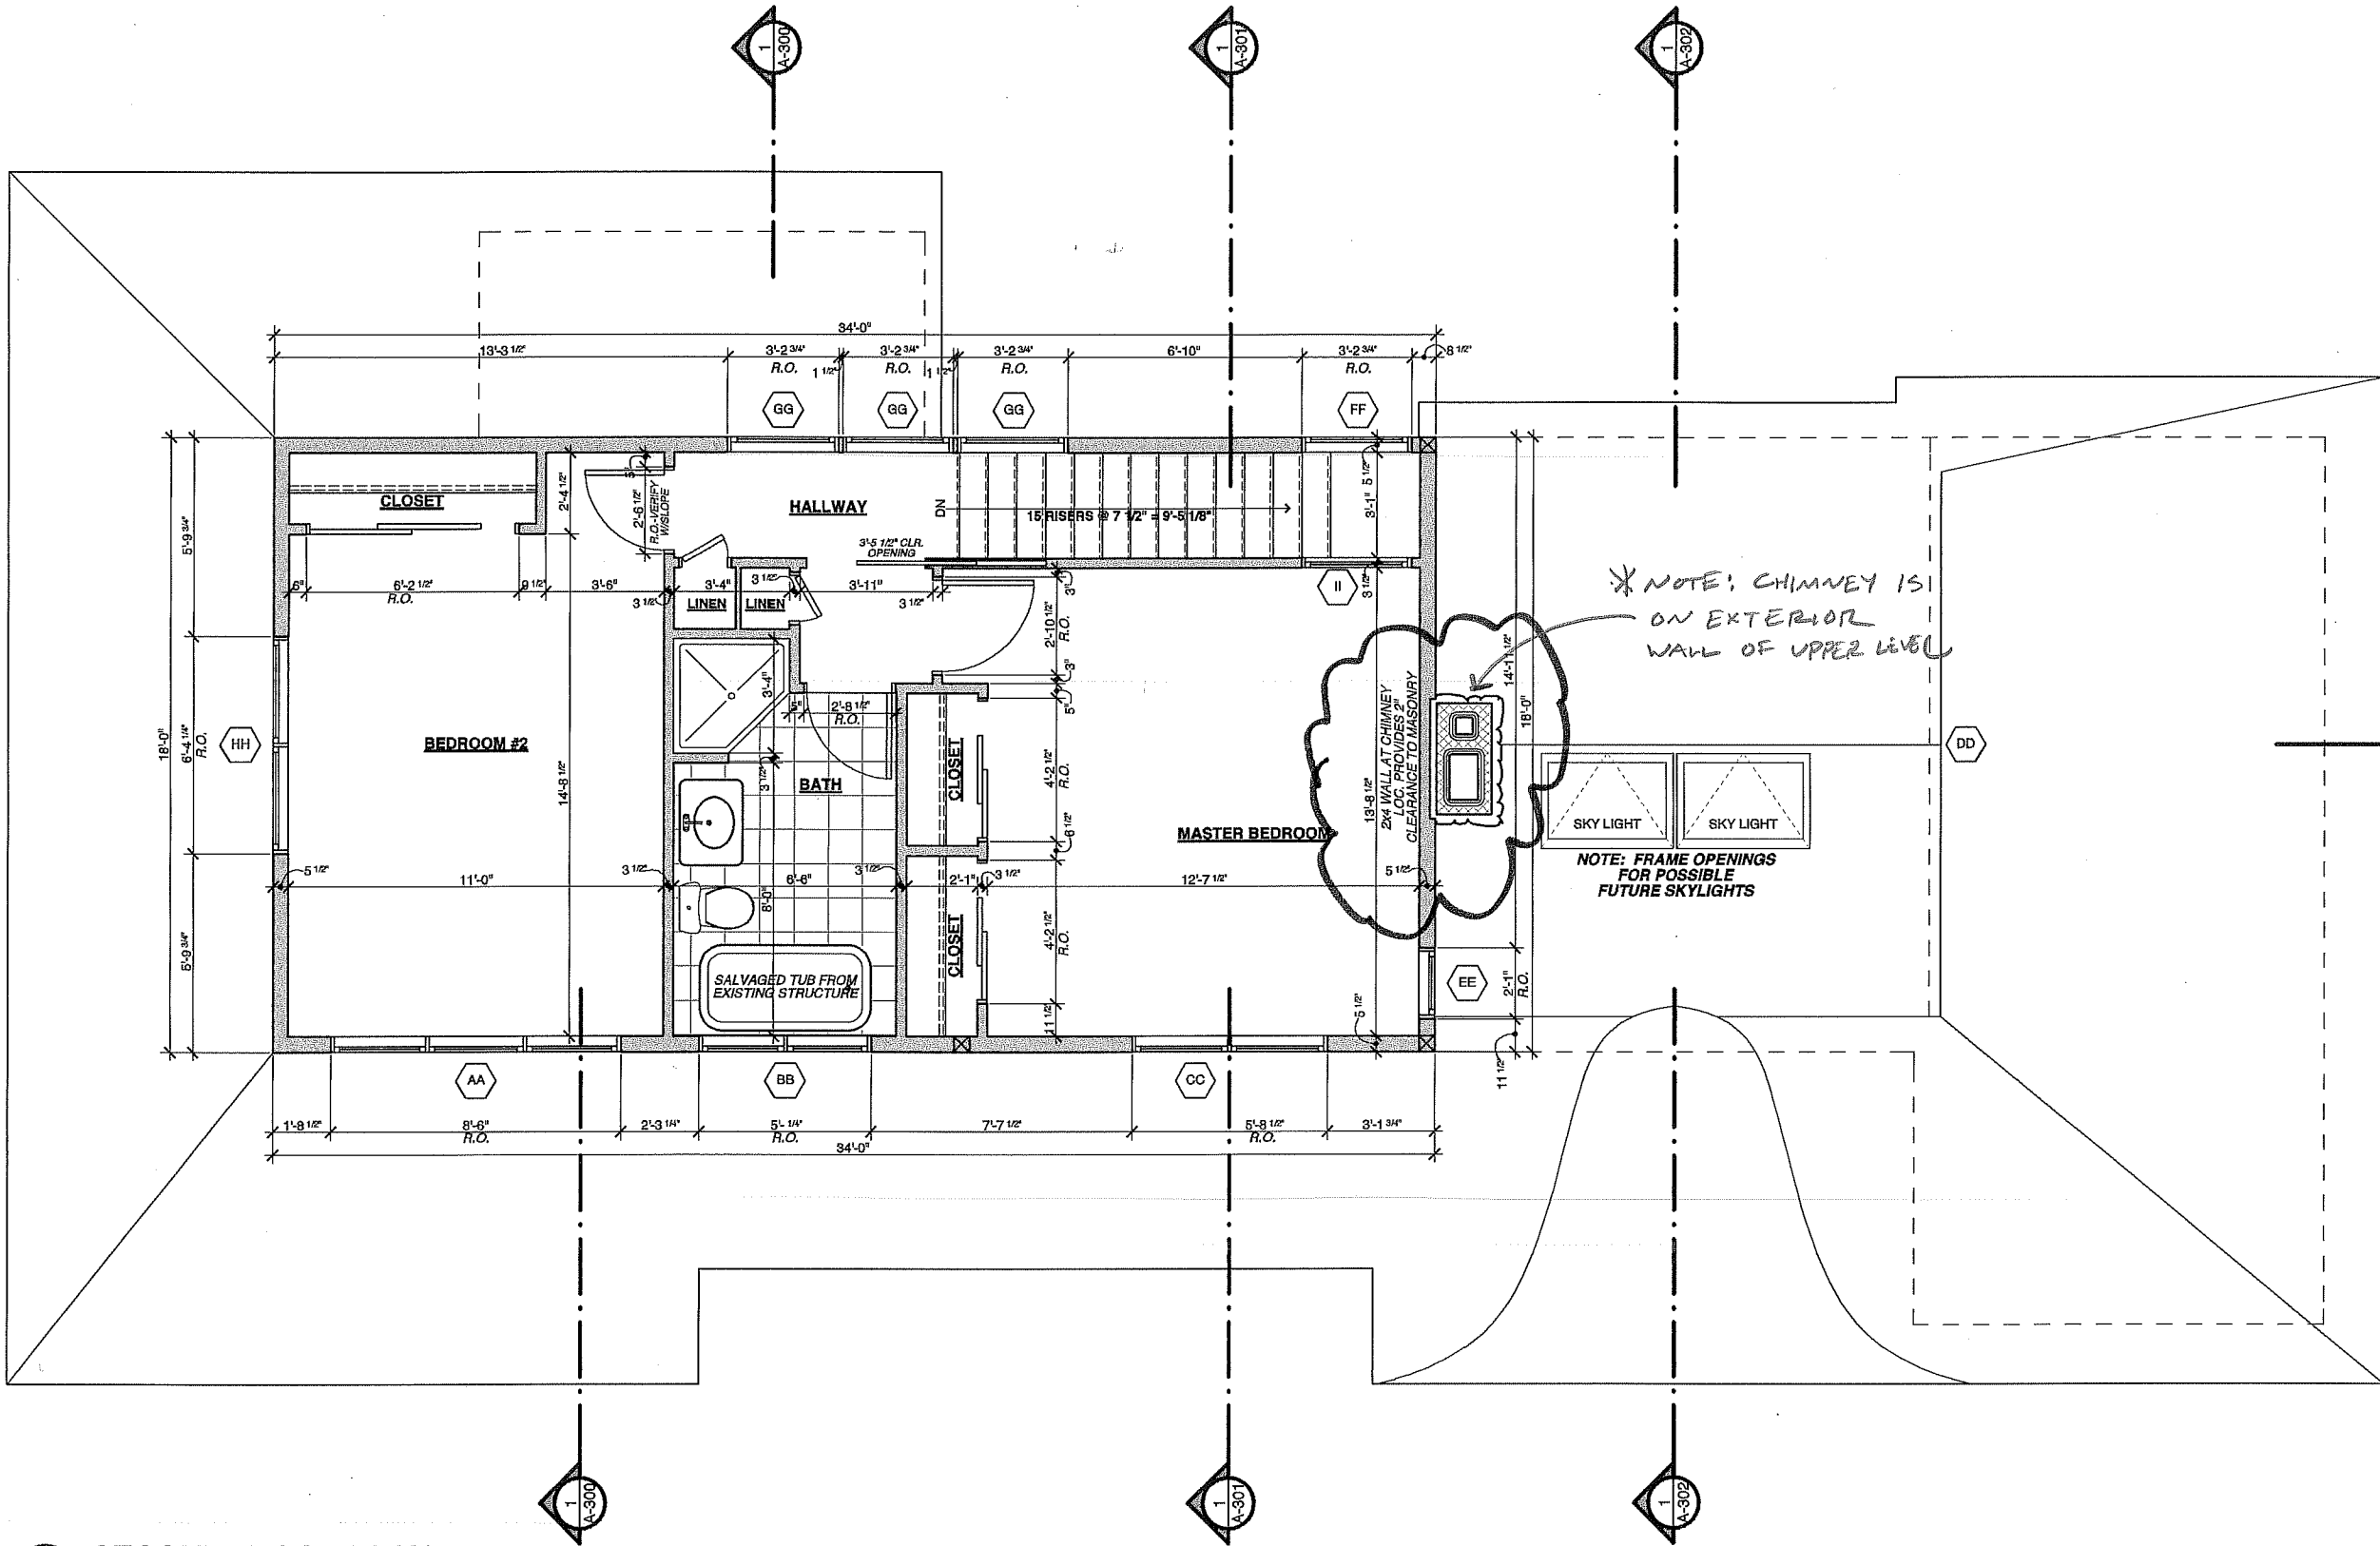 1
A-300
1
A-301
1
A-302
34'-0"
13'-3 1/2"
3'-2 3/4"
R.O.
1 1/2"
3'-2 3/4"
R.O.
1 1/2"
3'-2 3/4"
R.O.
6'-10"
3'-2 3/4"
R.O.
8 1/2"
GG
GG
GG
FF
CLOSET
2'-4 1/2"
5"
2'-6 1/2"
R.O.-VERIFY
W/SLOPE
HALLWAY
DN
15 RISERS @ 7 1/2" = 9'-5 1/8"
3'-5 1/2" CLR.
OPENING
5 1/2"
3'-1"
3 1/2"
II
5'-9 3/4"
6"
6'-2 1/2"
R.O.
9 1/2"
3'-6"
3 1/2"
3'-4"
3 1/2"
3'-11"
3 1/2"
LINEN
LINEN
3"
2'-10 1/2"
R.O.
3"
* NOTE: CHIMNEY IS
ON EXTERIOR
WALL OF UPPER LEVEL
14'-11 1/2"
18'-0"
3'-4"
5"
2'-8 1/2"
R.O.
5"
HH
18'-0"
6'-4 1/4"
R.O.
BEDROOM #2
14'-8 1/2"
3 1/2"
BATH
CLOSET
4'-2 1/2"
R.O.
6 1/2"
MASTER BEDROOM
13'-8 1/2"
2x4 WALL AT CHIMNEY
LOC. PROVIDES 2"
CLEARANCE TO MASONRY
DD
SKY LIGHT
SKY LIGHT
NOTE: FRAME OPENINGS
FOR POSSIBLE
FUTURE SKYLIGHTS
5 1/2"
11'-0"
3 1/2"
6'-6"
3 1/2"
2'-1"
3 1/2"
12'-7 1/2"
5 1/2"
8'-0"
5'-9 3/4"
CLOSET
4'-2 1/2"
R.O.
SALVAGED TUB FROM
EXISTING STRUCTURE
11 1/2"
5 1/2"
EE
2'-1"
R.O.
11 1/2"
AA
BB
CC
1'-8 1/2"
8'-6"
R.O.
2'-3 1/4"
5'- 1/4"
R.O.
7'-7 1/2"
5'-8 1/2"
R.O.
3'-1 3/4"
34'-0"
1
A-300
1
A-301
1
A-302